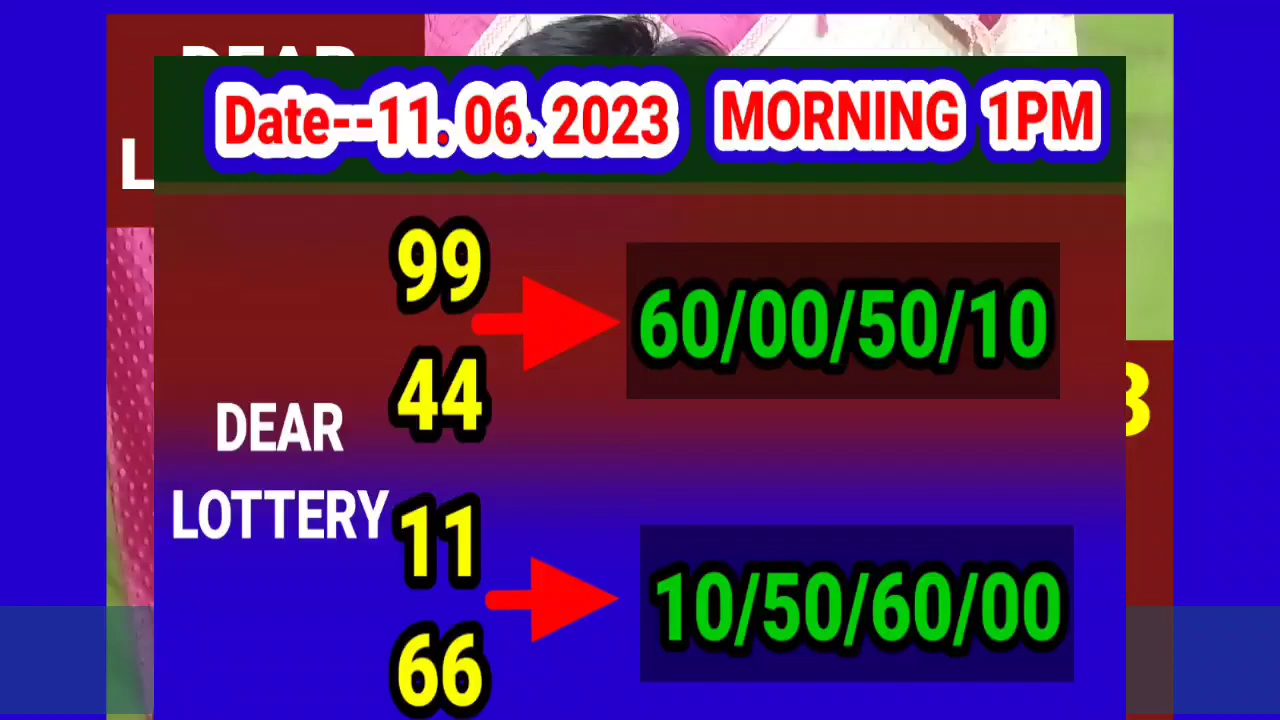 Date--11. 06. 2023 MORNING 1PM
99
60/00/50/10
44
DEAR
LOTTERY
11
10/50/60/00
66